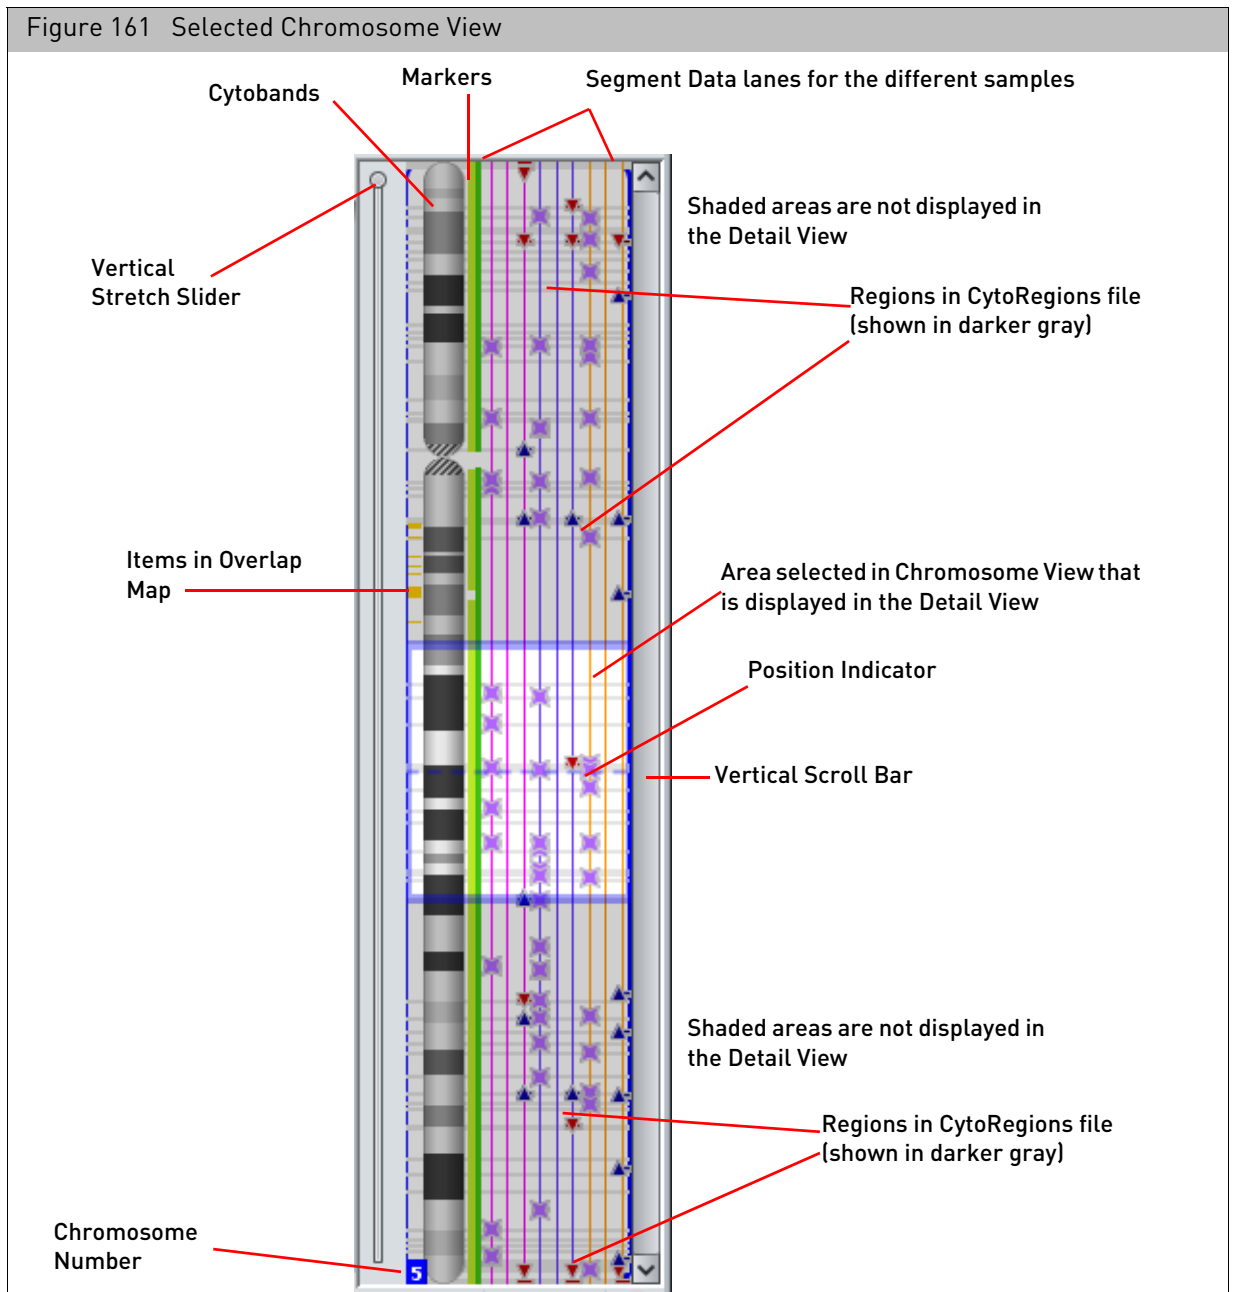 Figure 161 Selected Chromosome View
Markers
Segment Data lanes for the different samples
Cytobands
Shaded areas are not displayed in
the Detail View
Vertical
Stretch Slider
Regions in CytoRegions file
(shown in darker gray)
Items in Overlap
Map
Area selected in Chromosome View that
is displayed in the Detail View
Position Indicator
Vertical Scroll Bar
Shaded areas are not displayed in
the Detail View
Regions in CytoRegions file
(shown in darker gray)
Chromosome
Number
5